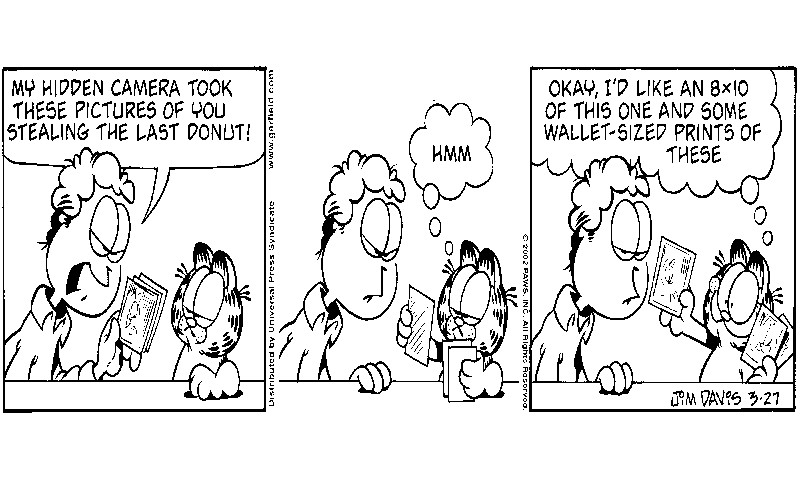 MY HIDDEN CAMERA TOOK
THESE PICTURES OF YOU
STEALING THE LAST DONUT!
www.garfield.com
Distributed by Universal Press Syndicate
HMM
© 2002 PAWS, INC. All Rights Reserved.
OKAY, I'D LIKE AN 8×10
OF THIS ONE AND SOME
WALLET-SIZED PRINTS OF
THESE
JIM DAVIS 3·27